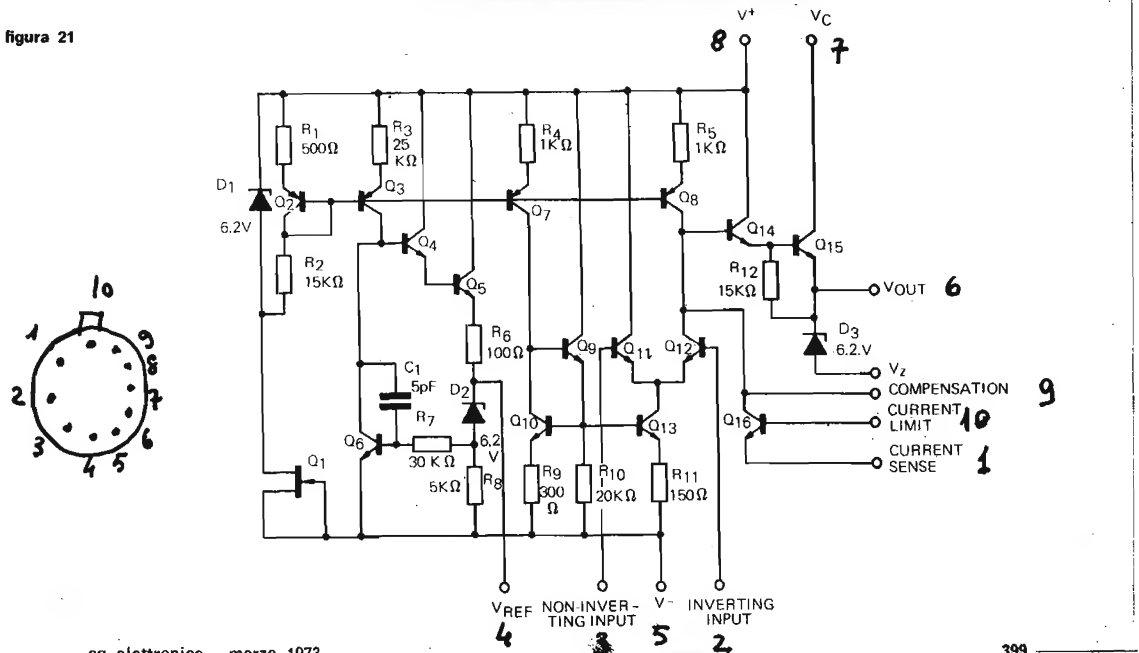 figura 21
V+ VC
8 7
R1
500Ω
R3
25
KΩ
R4
1KΩ
R5
1KΩ
D1
6.2V
Q2
Q3
Q7
Q8
Q4
Q14
Q15
R2
15KΩ
Q5
R12
15KΩ
VOUT 6
10
1 9
8
2 7
3 6
4 5
R6
100Ω
Q9
Q11
Q12
D3
6.2.V
VZ
C1
5pF
D2
COMPENSATION 9
R7
Q10
Q13
Q16
CURRENT
LIMIT 10
Q6
30 KΩ
6,2
V
CURRENT
SENSE 1
Q1
5KΩ
R8
R9
300
Ω
R10
20KΩ
R11
150Ω
VREF NON-INVER-
TING INPUT V- INVERTING
INPUT
4 3 5 2
cq elettronica - marzo 1973 399